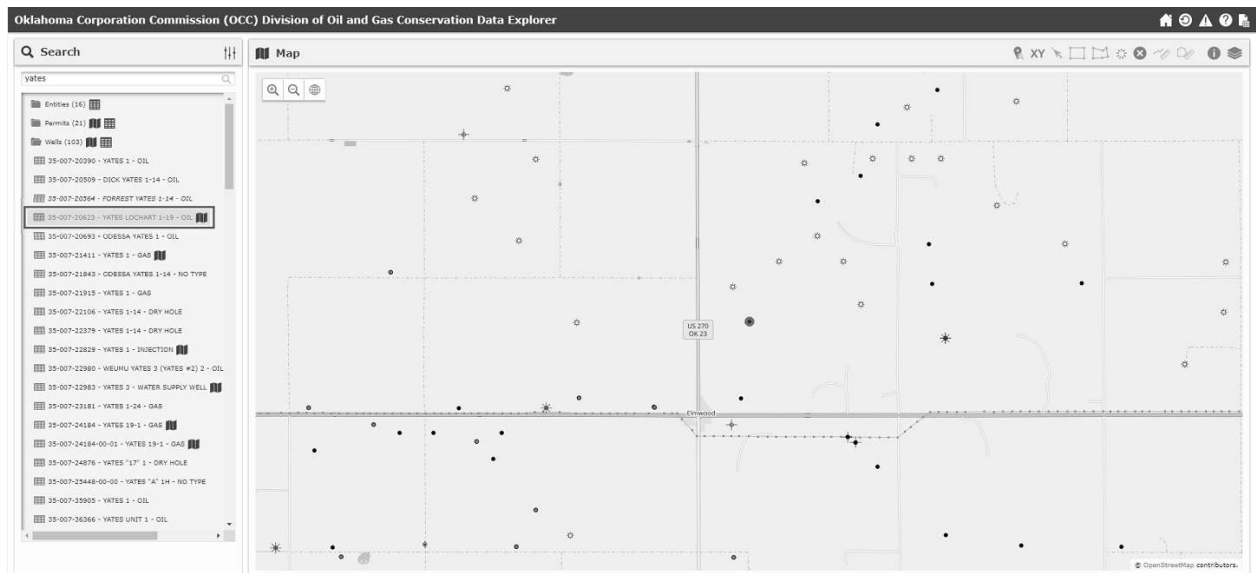 Oklahoma Corporation Commission (OCC) Division of Oil and Gas Conservation Data Explorer
Search
Map
XY
yates
Entities (16)
Permits (21)
Wells (103)
35-007-20390 - YATES 1 - OIL
35-007-20509 - DICK YATES 1-14 - OIL
35-007-20564 - FORREST YATES 1-14 - OIL
35-007-20623 - YATES LOCHART 1-19 - OIL
35-007-20693 - ODESSA YATES 1 - OIL
35-007-21411 - YATES 1 - GAS
35-007-21843 - ODESSA YATES 1-14 - NO TYPE
35-007-21915 - YATES 1 - GAS
35-007-22106 - YATES 1-14 - DRY HOLE
35-007-22379 - YATES 1-14 - DRY HOLE
35-007-22829 - YATES 1 - INJECTION
35-007-22980 - WEUMU YATES 3 (YATES #2) 2 - OIL
35-007-22983 - YATES 3 - WATER SUPPLY WELL
35-007-23181 - YATES 1-24 - GAS
35-007-24184 - YATES 19-1 - GAS
35-007-24184-00-01 - YATES 19-1 - GAS
35-007-24876 - YATES "17" 1 - DRY HOLE
35-007-25448-00-00 - YATES "A" 1H - NO TYPE
35-007-35905 - YATES 1 - OIL
35-007-36366 - YATES UNIT 1 - OIL
US 270
OK 23
Elmwood
© OpenStreetMap contributors.